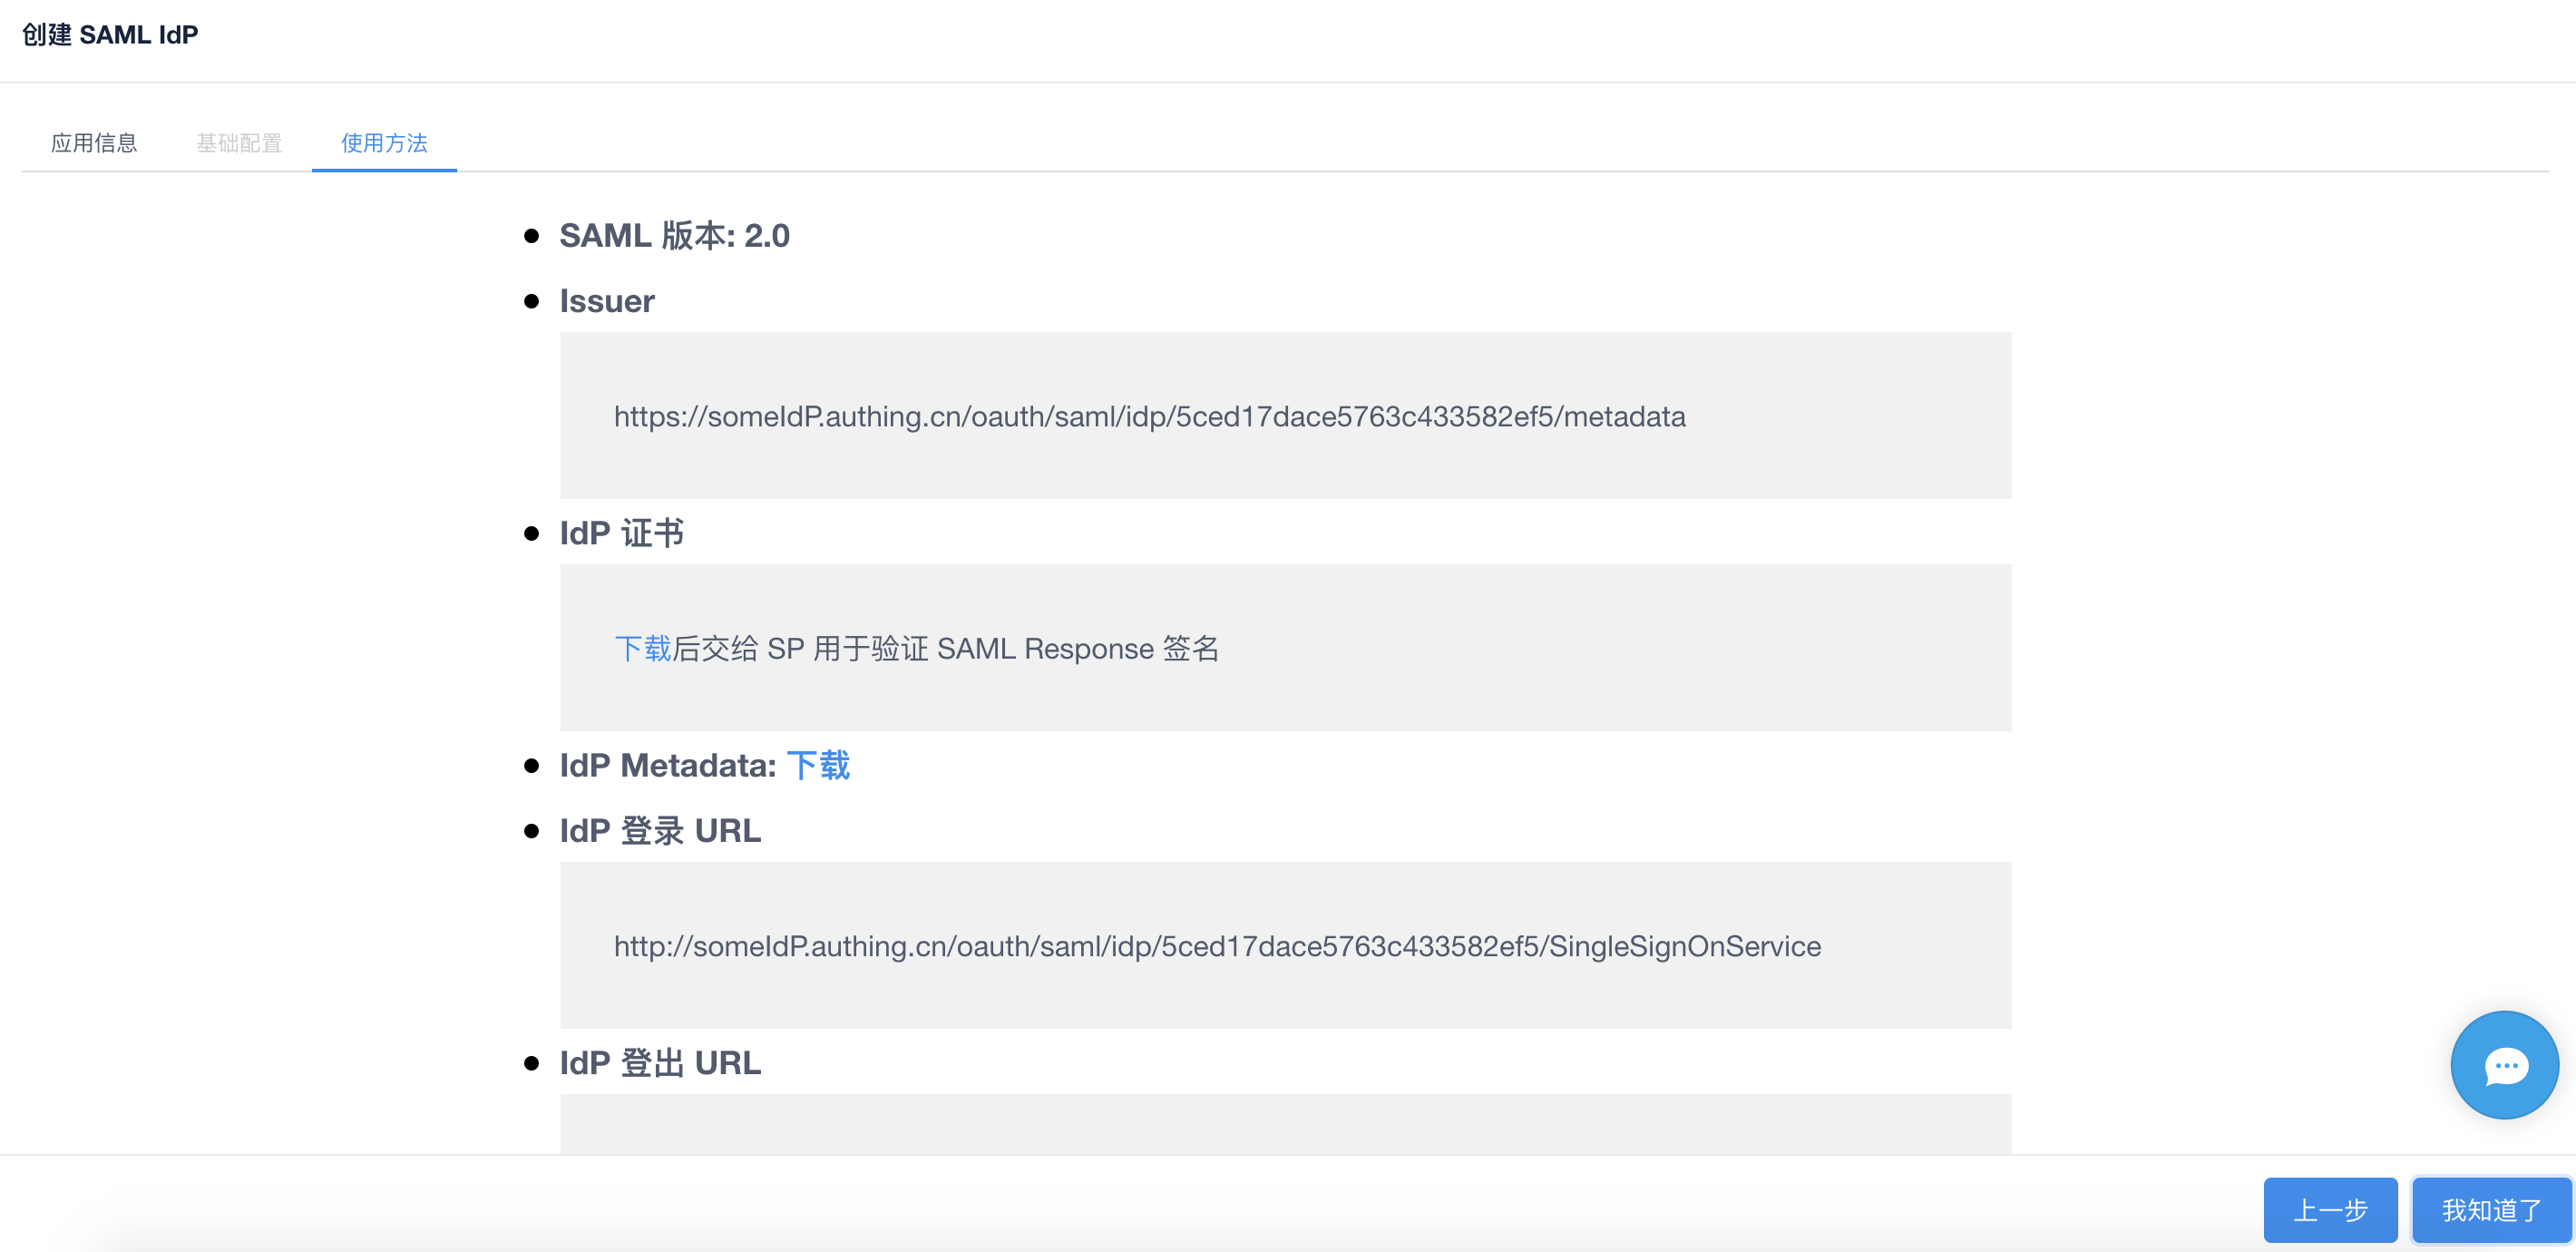 创建 SAML IdP
应用信息 基础配置 使用方法
SAML 版本: 2.0
Issuer
https://someIdP.authing.cn/oauth/saml/idp/5ced17dace5763c433582ef5/metadata
IdP 证书
下载后交给 SP 用于验证 SAML Response 签名
IdP Metadata: 下载
IdP 登录 URL
http://someIdP.authing.cn/oauth/saml/idp/5ced17dace5763c433582ef5/SingleSignOnService
IdP 登出 URL
上一步 我知道了